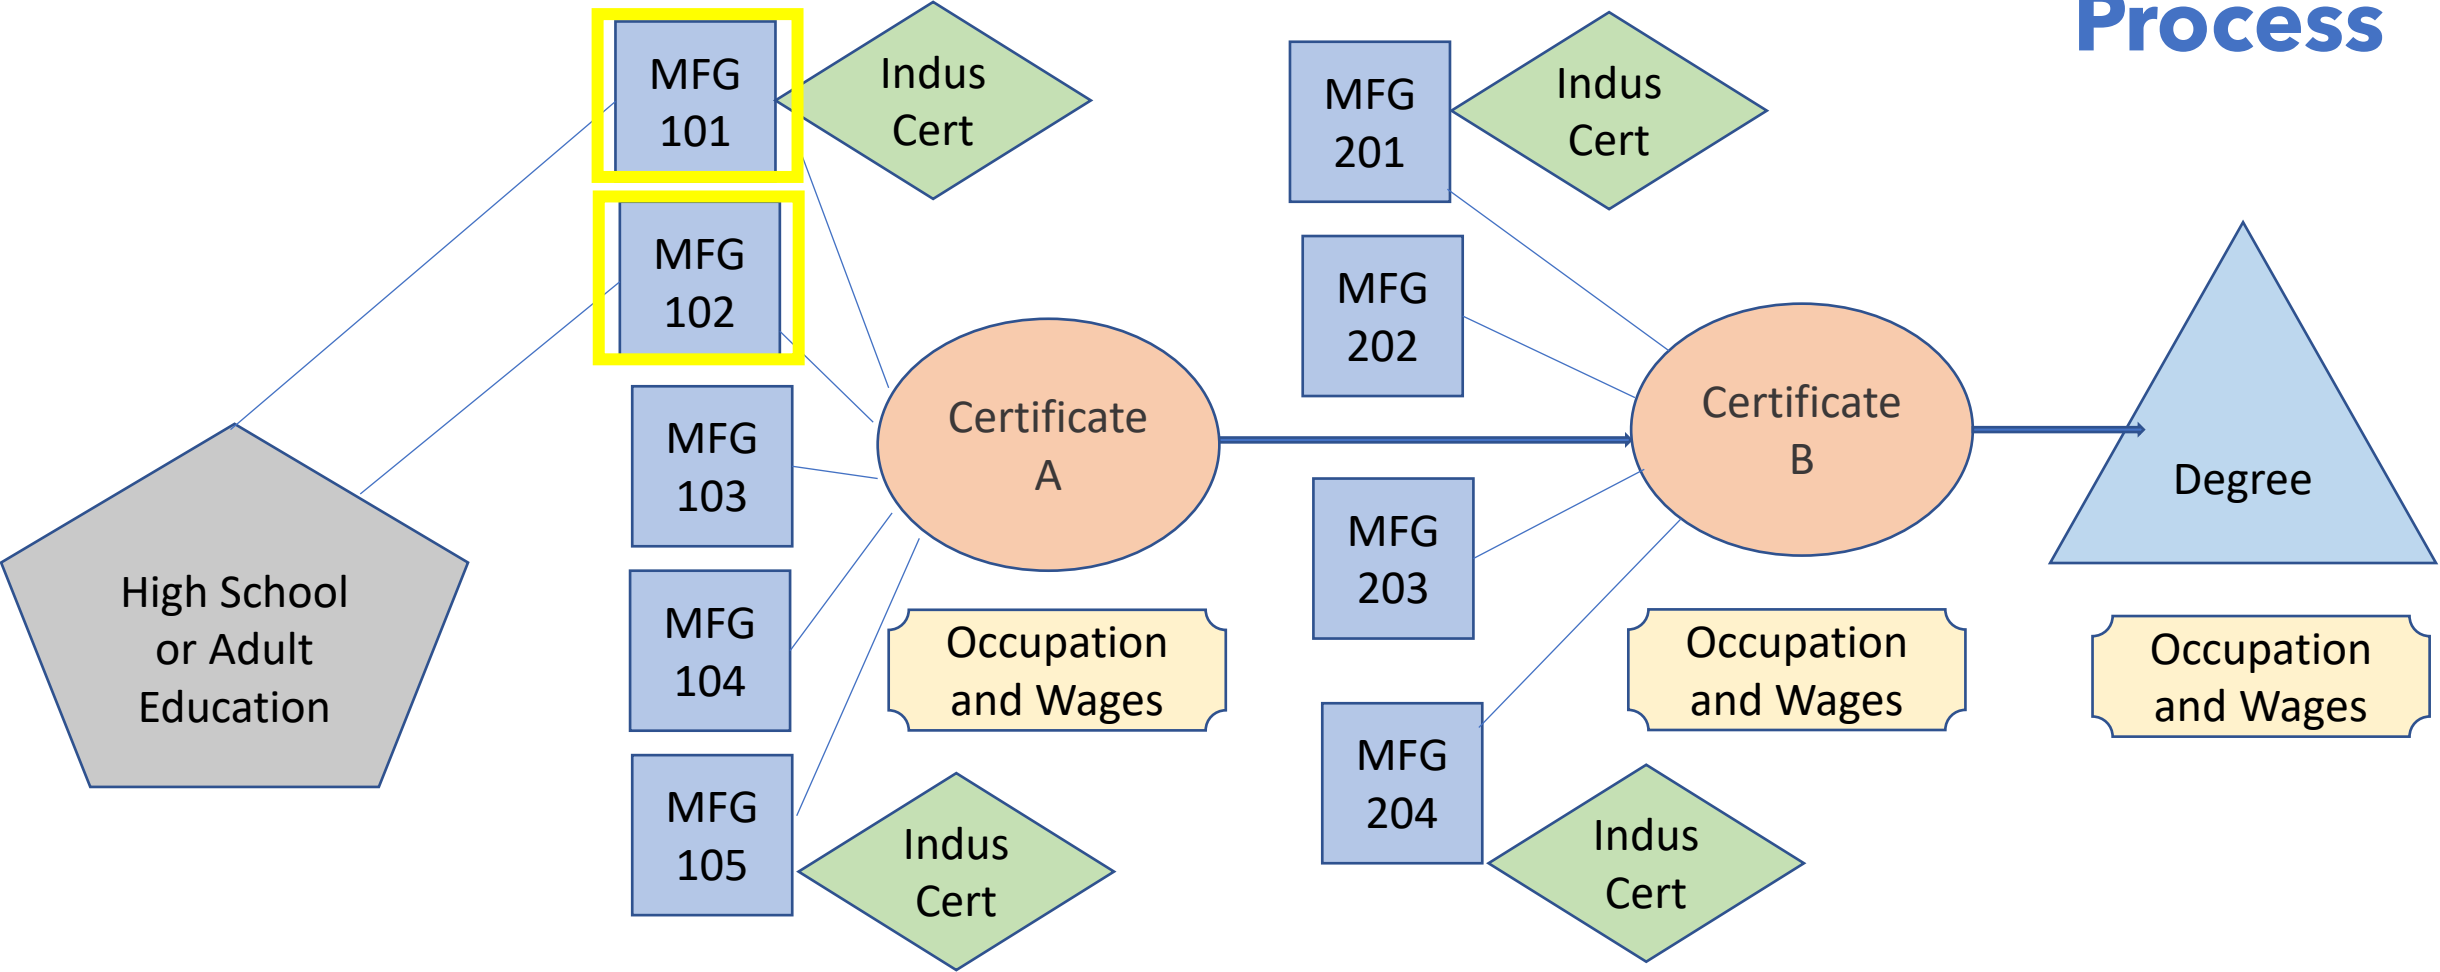 Process
MFG
101
Indus
Cert
MFG
201
Indus
Cert
MFG
102
MFG
202
MFG
103
Certificate
A
Certificate
B
Degree
MFG
203
High School
or Adult
Education
MFG
104
Occupation
and Wages
Occupation
and Wages
Occupation
and Wages
MFG
105
Indus
Cert
MFG
204
Indus
Cert